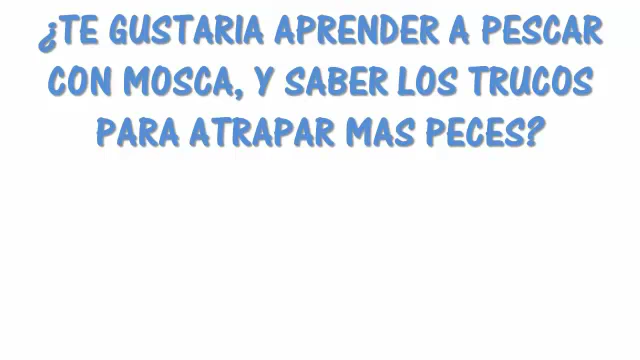 ¿TE GUSTARIA APRENDER A PESCAR
CON MOSCA, Y SABER LOS TRUCOS
PARA ATRAPAR MAS PECES?